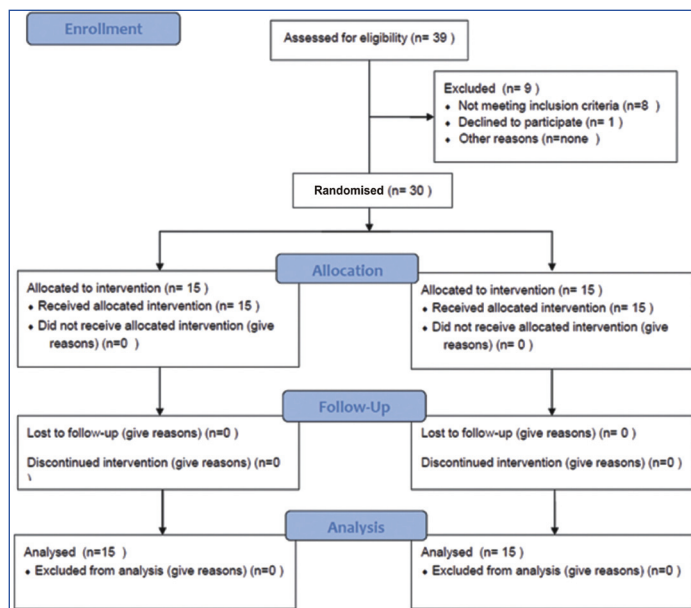 Enrollment
Assessed for eligibility (n= 39)
Excluded (n= 9)
• Not meeting inclusion criteria (n=8 )
• Declined to participate (n= 1 )
• Other reasons (n=none )
Randomised (n= 30)
Allocation
Allocated to intervention (n= 15)
• Received allocated intervention (n= 15)
• Did not receive allocated intervention (give
reasons) (n=0 )
Allocated to intervention (n= 15)
• Received allocated intervention (n= 15)
• Did not receive allocated intervention (give
reasons) (n= 0 )
Follow-Up
Lost to follow-up (give reasons) (n=0 )
Discontinued intervention (give reasons) (n=0
)
Lost to follow-up (give reasons) (n= 0 )
Discontinued intervention (give reasons) (n=0 )
Analysis
Analysed (n=15 )
• Excluded from analysis (give reasons) (n=0 )
Analysed (n= 15 )
• Excluded from analysis (give reasons) (n=0 )